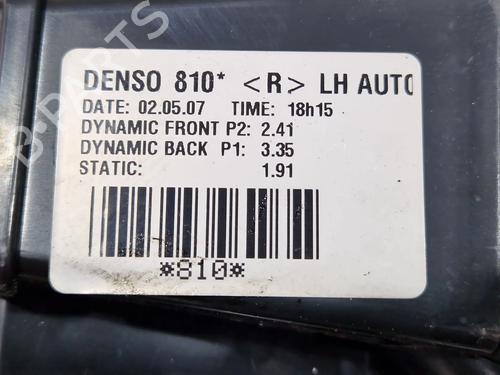 B-PARTS
DENSO 810* <R> LH AUTO
DATE: 02.05.07 TIME: 18h15
DYNAMIC FRONT P2: 2.41
DYNAMIC BACK P1: 3.35
STATIC: 1.91
*810*